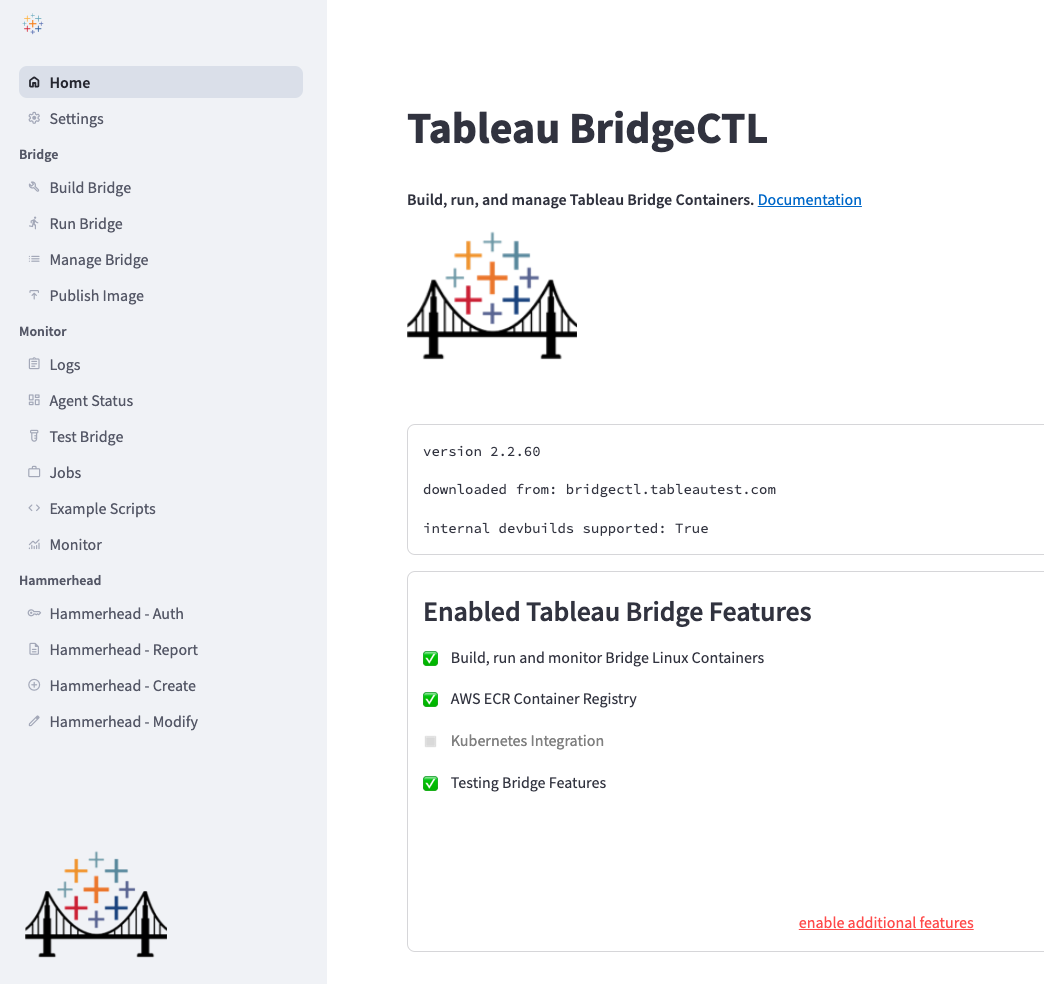 Home
Settings
Bridge
Build Bridge
Run Bridge
Manage Bridge
Publish Image
Monitor
Logs
Agent Status
Test Bridge
Jobs
Example Scripts
Monitor
Hammerhead
Hammerhead - Auth
Hammerhead - Report
Hammerhead - Create
Hammerhead - Modify
Tableau BridgeCTL
Build, run, and manage Tableau Bridge Containers. Documentation
version 2.2.60
downloaded from: bridgectl.tableautest.com
internal devbuilds supported: True
Enabled Tableau Bridge Features
Build, run and monitor Bridge Linux Containers
AWS ECR Container Registry
Kubernetes Integration
Testing Bridge Features
enable additional features